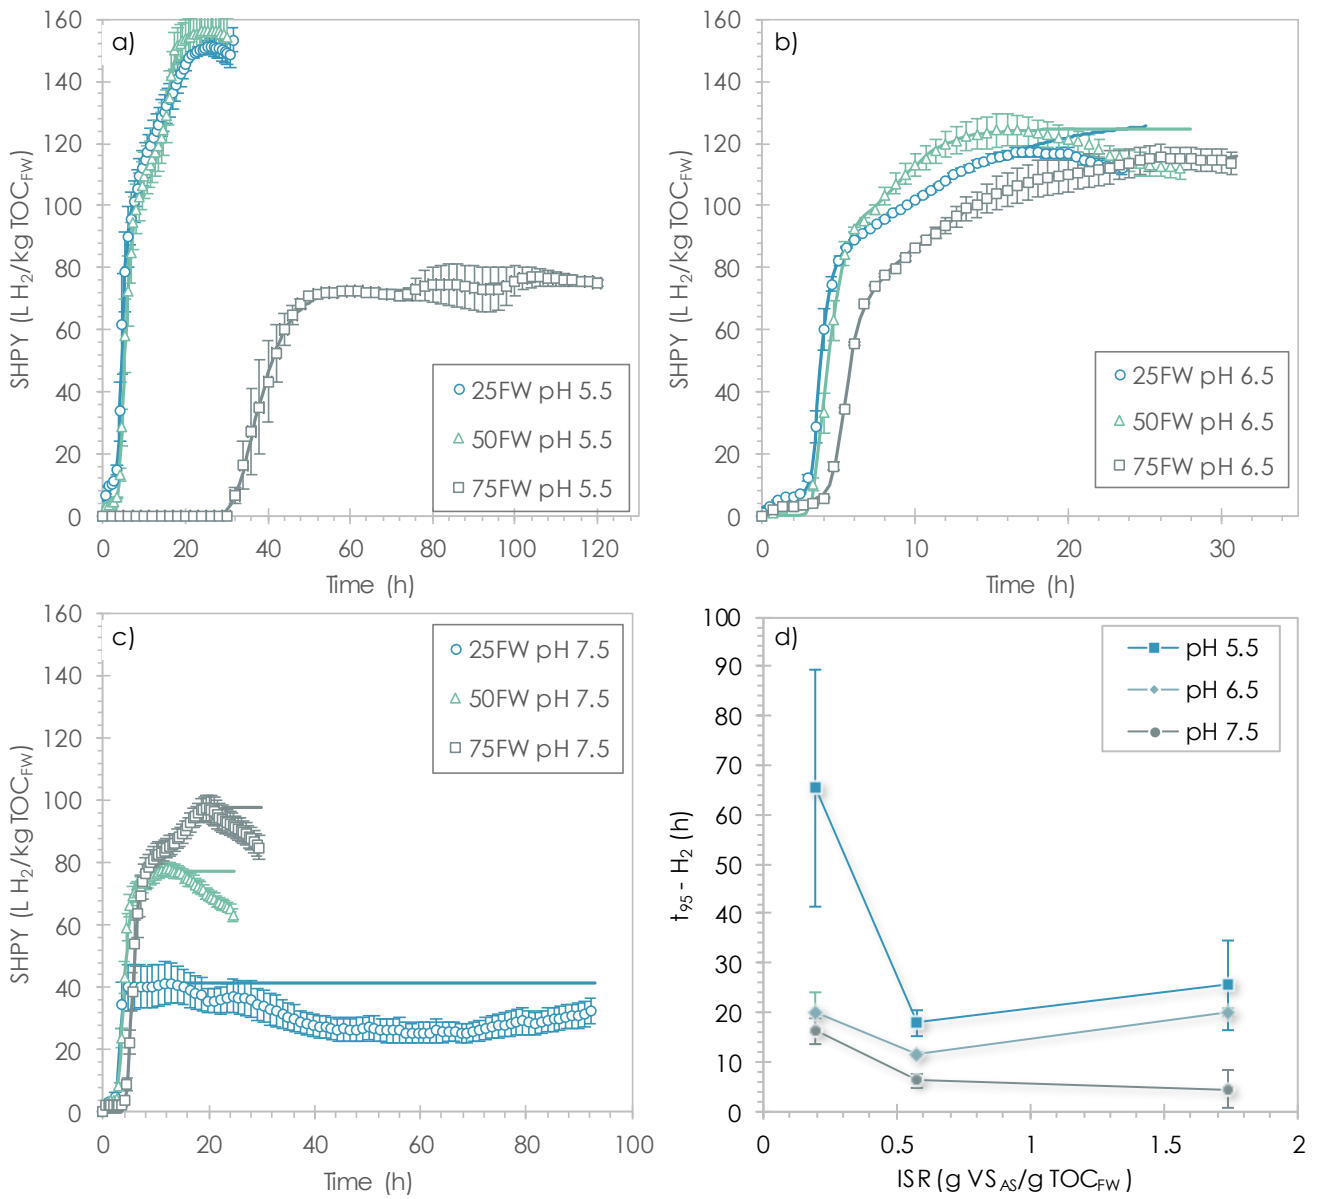 a)
SHPY (L H₂/kg TOC_FW)
160
140
120
100
80
60
40
20
0
25FW pH 5.5
50FW pH 5.5
75FW pH 5.5
0 20 40 60 80 100 120
Time (h)
b)
SHPY (L H₂/kg TOC_FW)
160
140
120
100
80
60
40
20
0
25FW pH 6.5
50FW pH 6.5
75FW pH 6.5
0 10 20 30
Time (h)
c)
SHPY (L H₂/kg TOC_FW)
160
140
120
100
80
60
40
20
0
25FW pH 7.5
50FW pH 7.5
75FW pH 7.5
0 20 40 60 80 100
Time (h)
d)
t₉₅ - H₂ (h)
100
90
80
70
60
50
40
30
20
10
0
pH 5.5
pH 6.5
pH 7.5
0 0.5 1 1.5 2
ISR (g VS_AS/g TOC_FW)